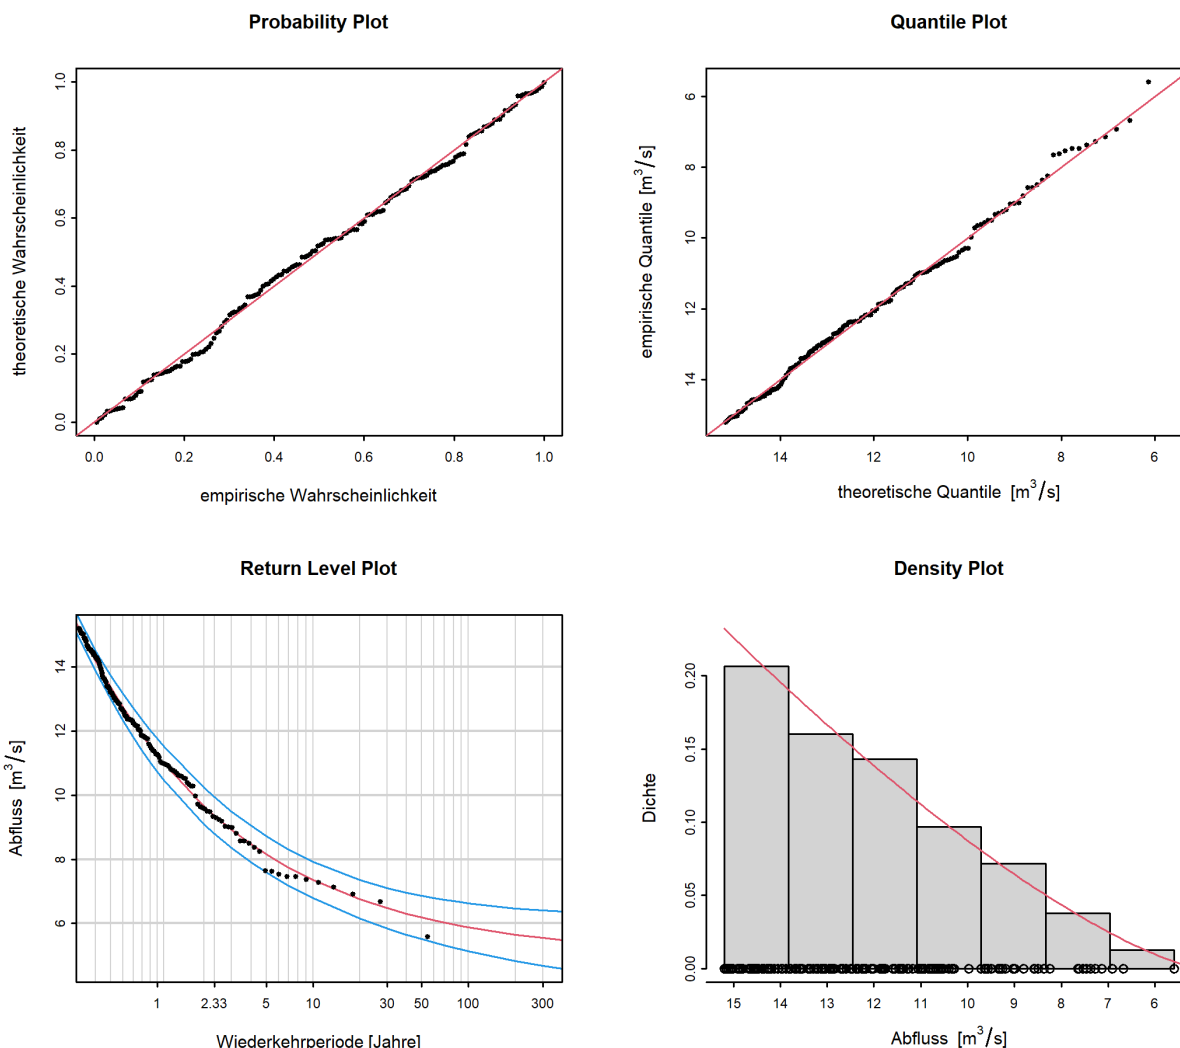 Probability Plot
theoretische Wahrscheinlichkeit
0.0 0.2 0.4 0.6 0.8 1.0
0.0 0.2 0.4 0.6 0.8 1.0
empirische Wahrscheinlichkeit
Quantile Plot
empirische Quantile [m³/s]
6 8 10 12 14
14 12 10 8 6
theoretische Quantile [m³/s]
Return Level Plot
Abfluss [m³/s]
6 8 10 12 14
1 2.33 5 10 30 50 100 300
Wiederkehrperiode [Jahre]
Density Plot
Dichte
0.00 0.05 0.10 0.15 0.20
15 14 13 12 11 10 9 8 7 6
Abfluss [m³/s]